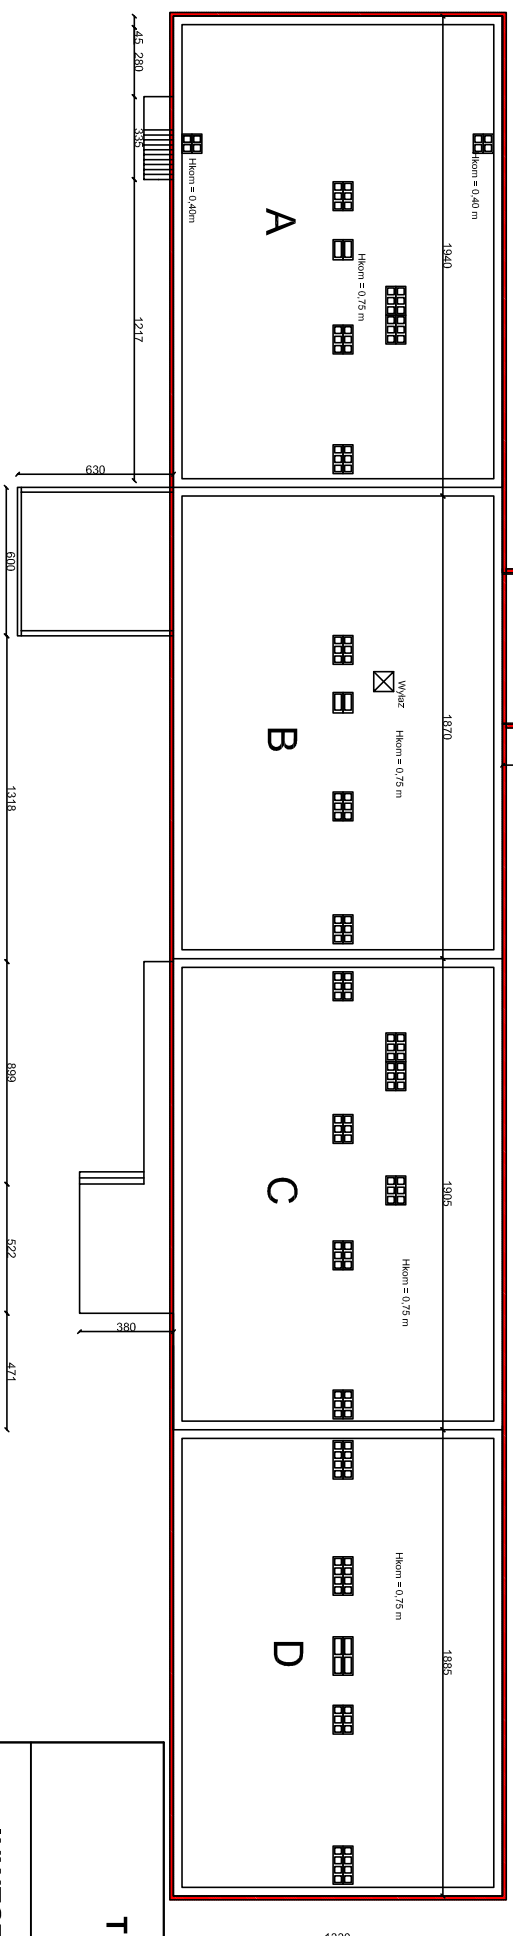 45
280
335
1217
630
600
1318
899
522
471
380
Hkom = 0,40m
Hkom = 0,40 m
A
1940
Hkom = 0,75 m
B
Wyłaz
1870
Hkom = 0,75 m
C
1905
Hkom = 0,75 m
D
1885
Hkom = 0,75 m
T